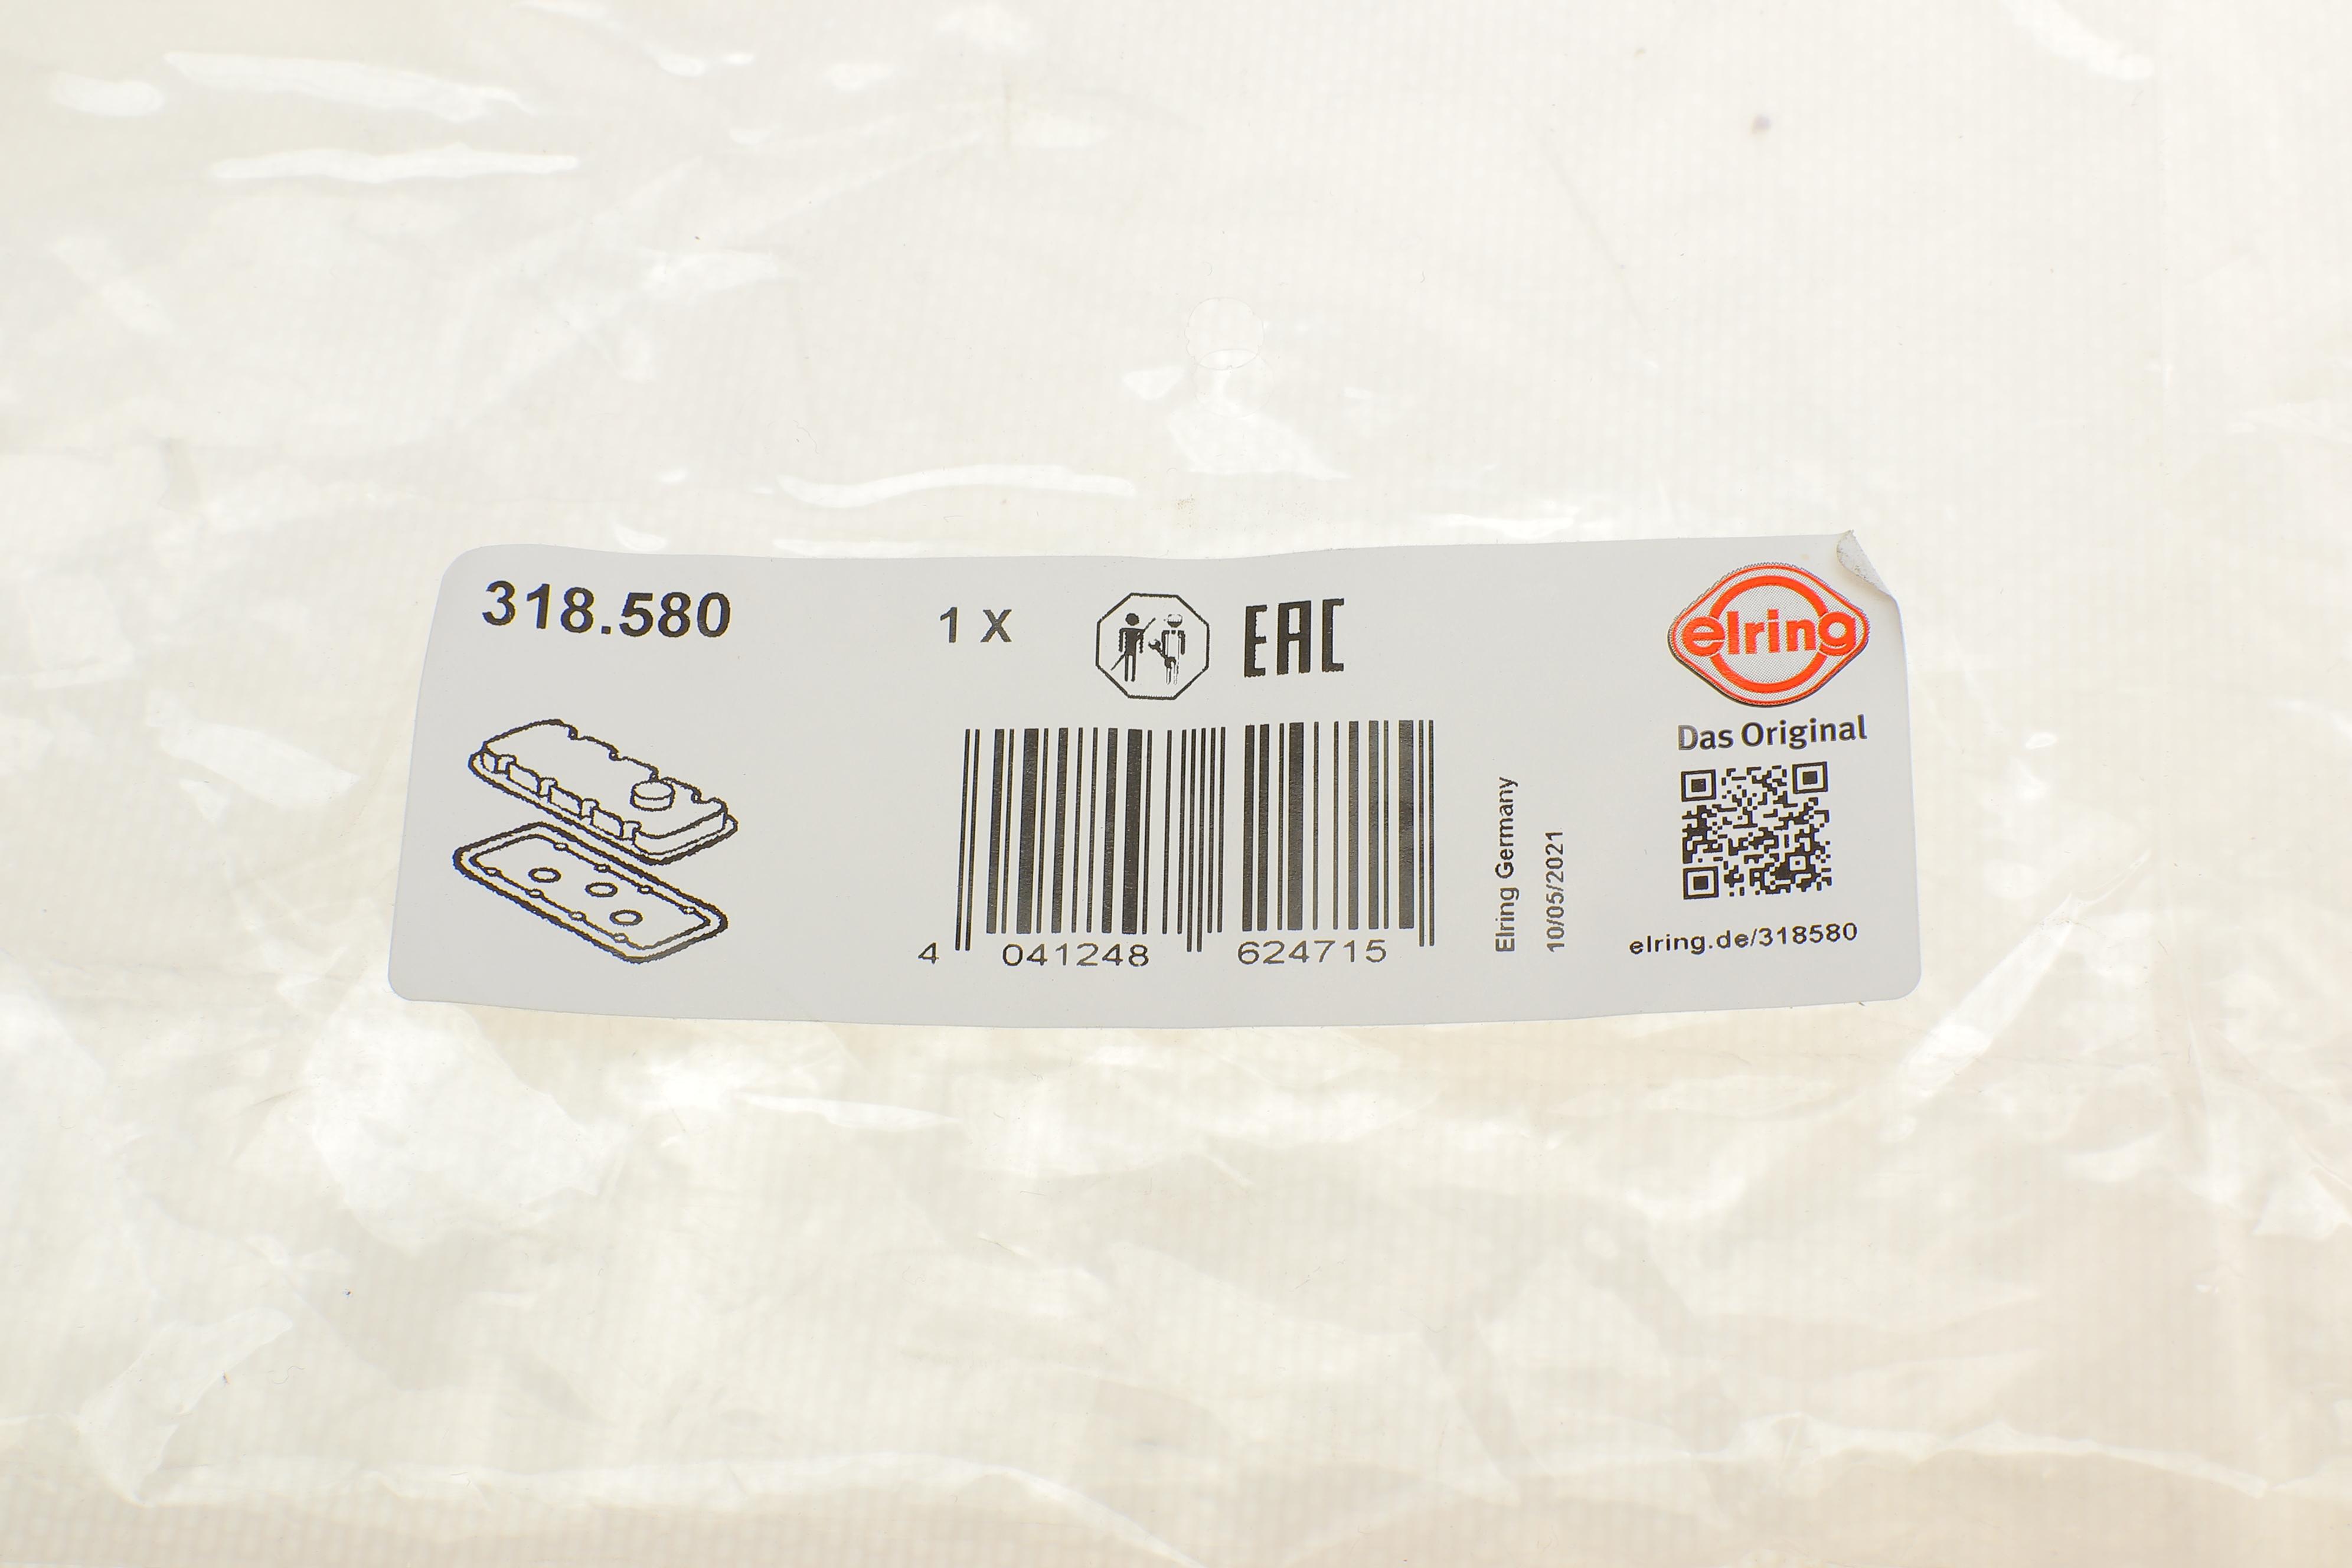 318.580
1 X
EAC
elring
Das Original
4 041248 624715
Elring Germany
10/05/2021
elring.de/318580